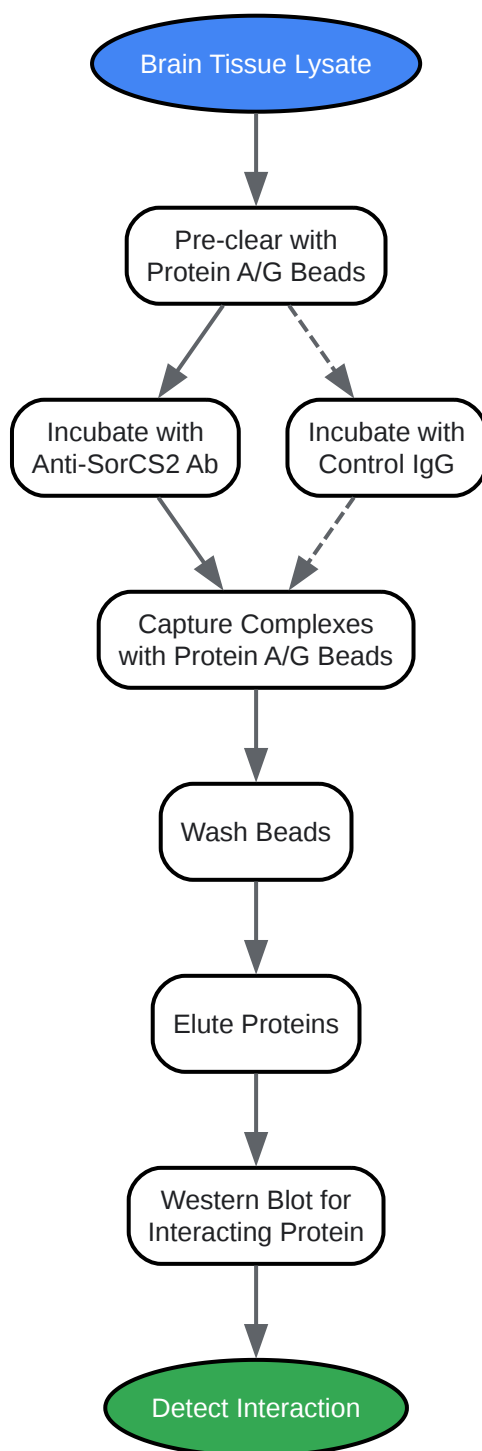 Brain Tissue Lysate
Pre-clear with
Protein A/G Beads
Incubate with
Anti-SorCS2 Ab
Incubate with
Control IgG
Capture Complexes
with Protein A/G Beads
Wash Beads
Elute Proteins
Western Blot for
Interacting Protein
Detect Interaction